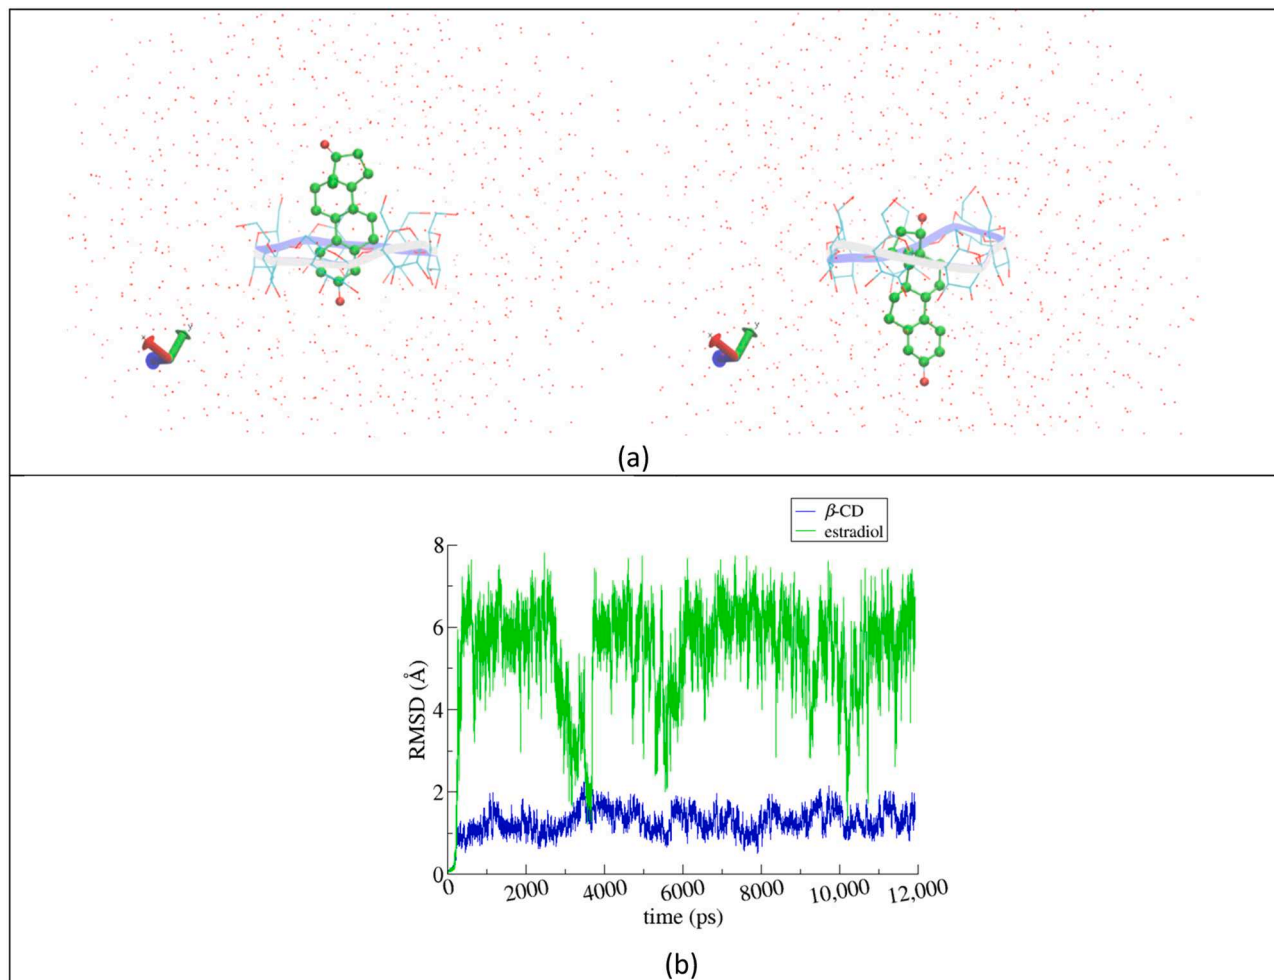 x
y
x
y
(a)
β-CD
estradiol
8
6
4
2
0
RMSD (Å)
0 2000 4000 6000 8000 10,000 12,000
time (ps)
(b)